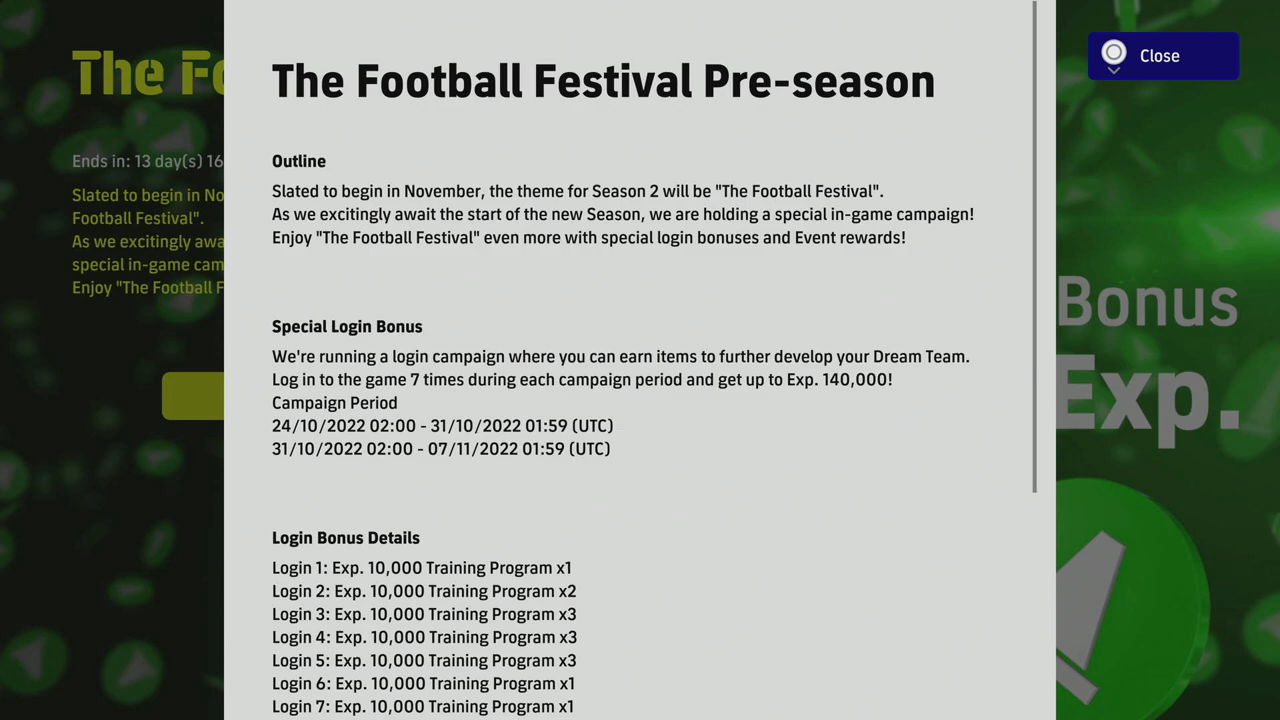 The Fo
Ends in: 13 day(s) 16
Slated to begin in No
Football Festival".
As we excitingly awa
special in-game cam
Enjoy "The Football F
The Football Festival Pre-season
Outline
Slated to begin in November, the theme for Season 2 will be "The Football Festival".
As we excitingly await the start of the new Season, we are holding a special in-game campaign!
Enjoy "The Football Festival" even more with special login bonuses and Event rewards!
Special Login Bonus
We're running a login campaign where you can earn items to further develop your Dream Team.
Log in to the game 7 times during each campaign period and get up to Exp. 140,000!
Campaign Period
24/10/2022 02:00 - 31/10/2022 01:59 (UTC)
31/10/2022 02:00 - 07/11/2022 01:59 (UTC)
Login Bonus Details
Login 1: Exp. 10,000 Training Program x1
Login 2: Exp. 10,000 Training Program x2
Login 3: Exp. 10,000 Training Program x3
Login 4: Exp. 10,000 Training Program x3
Login 5: Exp. 10,000 Training Program x3
Login 6: Exp. 10,000 Training Program x1
Login 7: Exp. 10,000 Training Program x1
Close
Bonus
Exp.